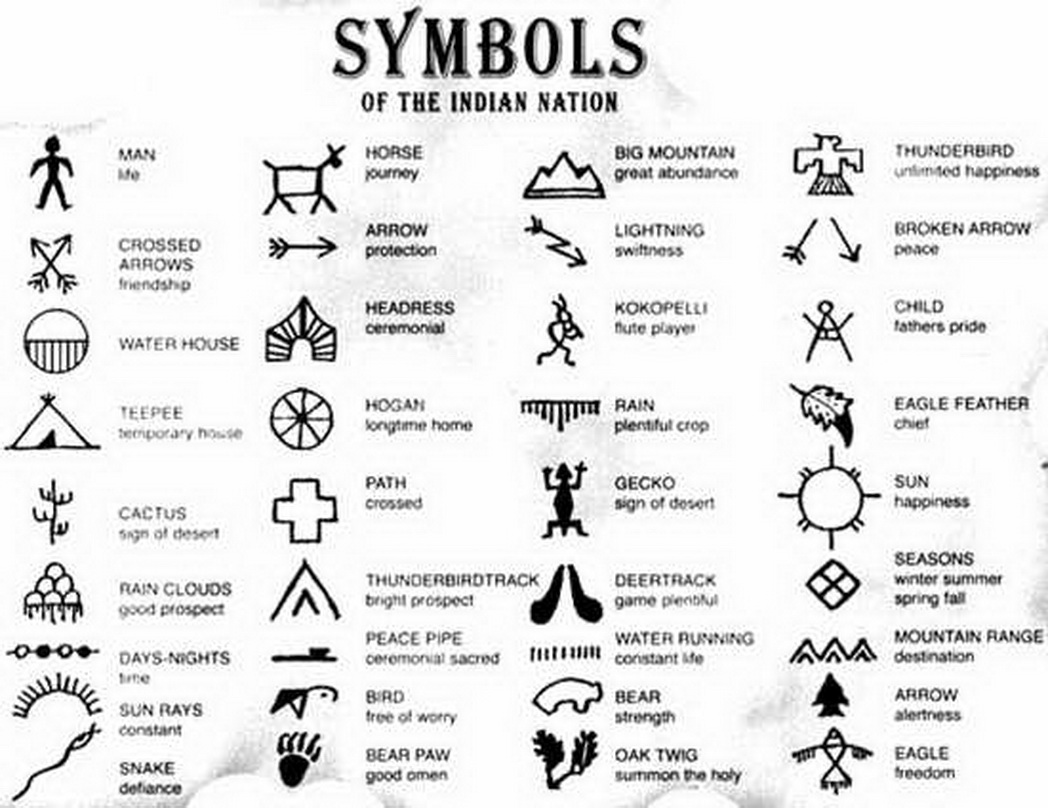 SYMBOLS
OF THE INDIAN NATION
MAN
life
CROSSED
ARROWS
friendship
WATER HOUSE
TEEPEE
temporary house
CACTUS
sign of desert
RAIN CLOUDS
good prospect
DAYS-NIGHTS
time
SUN RAYS
constant
SNAKE
defiance
HORSE
journey
ARROW
protection
HEADRESS
ceremonial
HOGAN
longtime home
PATH
crossed
THUNDERBIRDTRACK
bright prospect
PEACE PIPE
ceremonial sacred
BIRD
free of worry
BEAR PAW
good omen
BIG MOUNTAIN
great abundance
LIGHTNING
swiftness
KOKOPELLI
flute player
RAIN
plentiful crop
GECKO
sign of desert
DEERTRACK
game plentiful
WATER RUNNING
constant life
BEAR
strength
OAK TWIG
summon the holy
THUNDERBIRD
unlimited happiness
BROKEN ARROW
peace
CHILD
fathers pride
EAGLE FEATHER
chief
SUN
happiness
SEASONS
winter summer
spring fall
MOUNTAIN RANGE
destination
ARROW
alertness
EAGLE
freedom